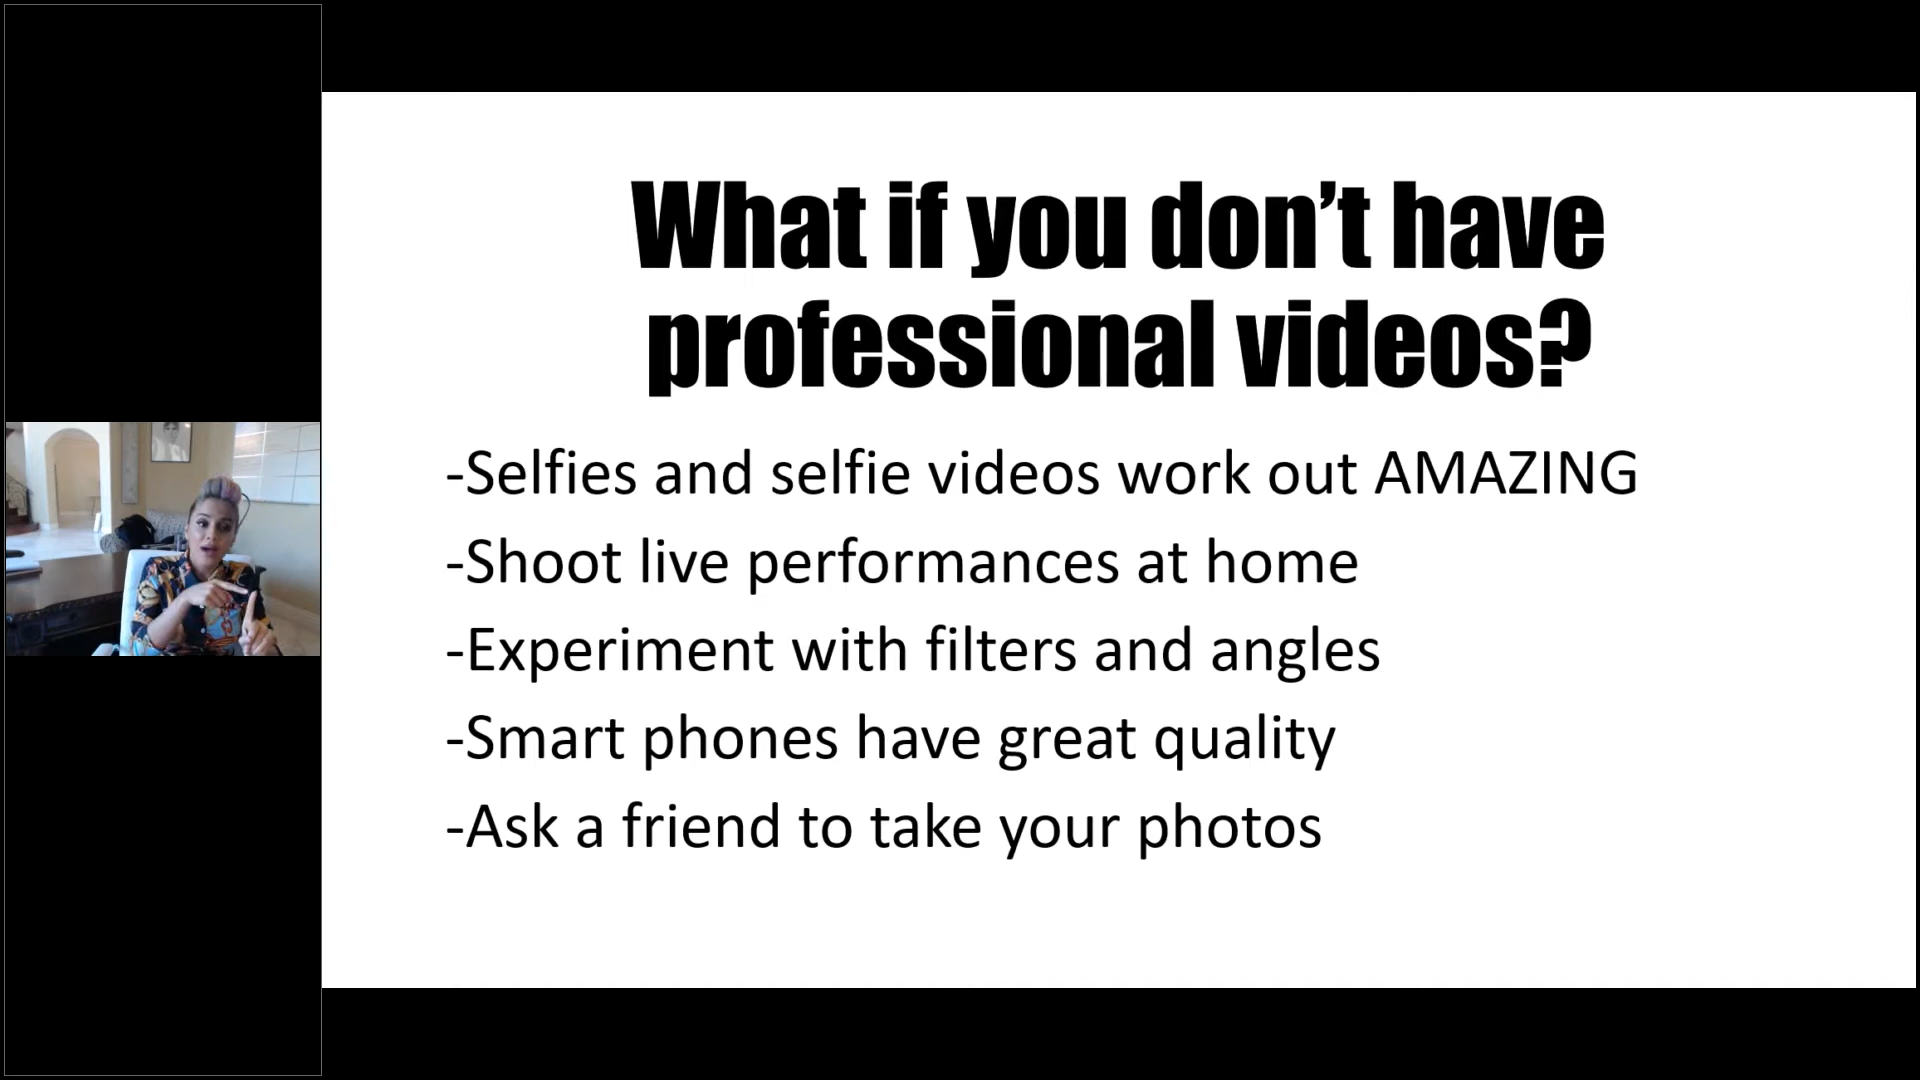 What if you don’t have
professional videos?
-Selfies and selfie videos work out AMAZING
-Shoot live performances at home
-Experiment with filters and angles
-Smart phones have great quality
-Ask a friend to take your photos